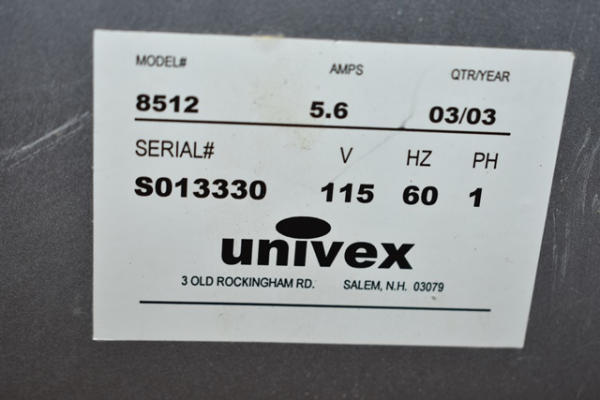 MODEL# AMPS QTR/YEAR
8512 5.6 03/03
SERIAL# V HZ PH
S013330 115 60 1
univex
3 OLD ROCKINGHAM RD. SALEM, N.H. 03079